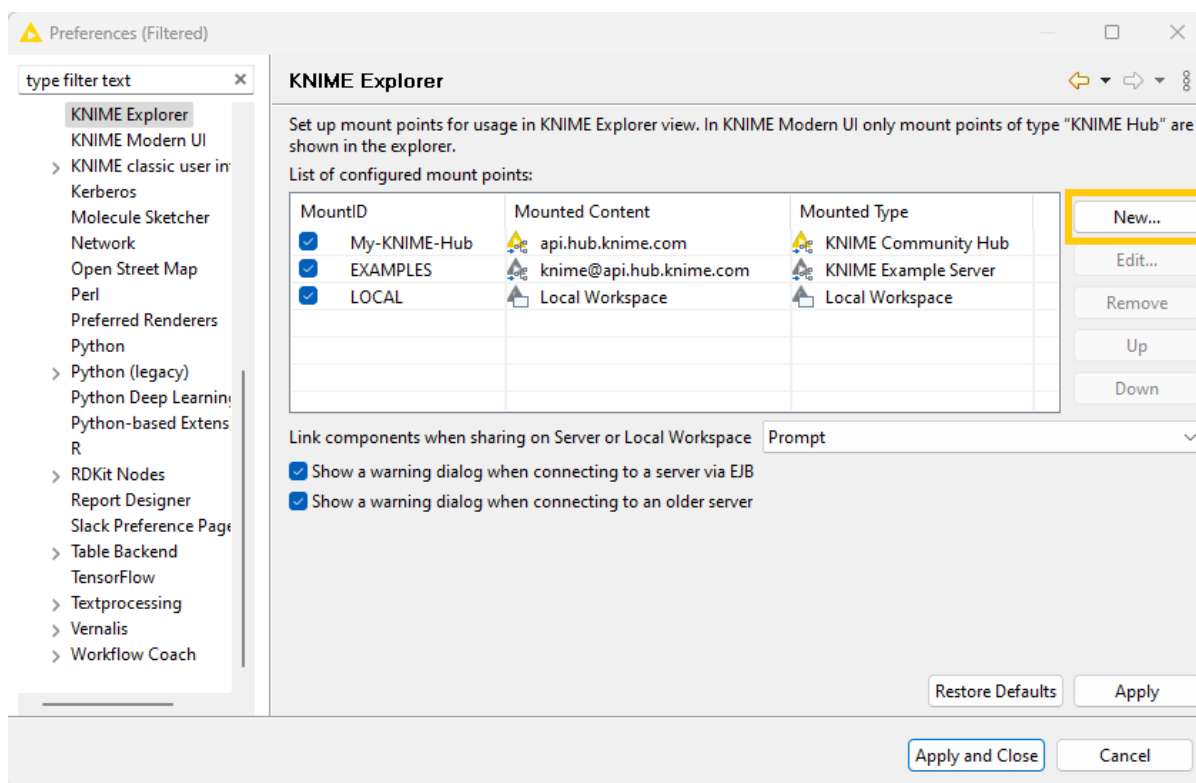 Preferences (Filtered)
type filter text
KNIME Explorer
KNIME Modern UI
KNIME classic user in
Kerberos
Molecule Sketcher
Network
Open Street Map
Perl
Preferred Renderers
Python
Python (legacy)
Python Deep Learning
Python-based Extens
R
RDKit Nodes
Report Designer
Slack Preference Page
Table Backend
TensorFlow
Textprocessing
Vernalis
Workflow Coach
KNIME Explorer
Set up mount points for usage in KNIME Explorer view. In KNIME Modern UI only mount points of type “KNIME Hub” are
shown in the explorer.
List of configured mount points:
MountID Mounted Content Mounted Type
My-KNIME-Hub api.hub.knime.com KNIME Community Hub
EXAMPLES knime@api.hub.knime.com KNIME Example Server
LOCAL Local Workspace Local Workspace
New...
Edit...
Remove
Up
Down
Link components when sharing on Server or Local Workspace Prompt
Show a warning dialog when connecting to a server via EJB
Show a warning dialog when connecting to an older server
Restore Defaults Apply
Apply and Close Cancel